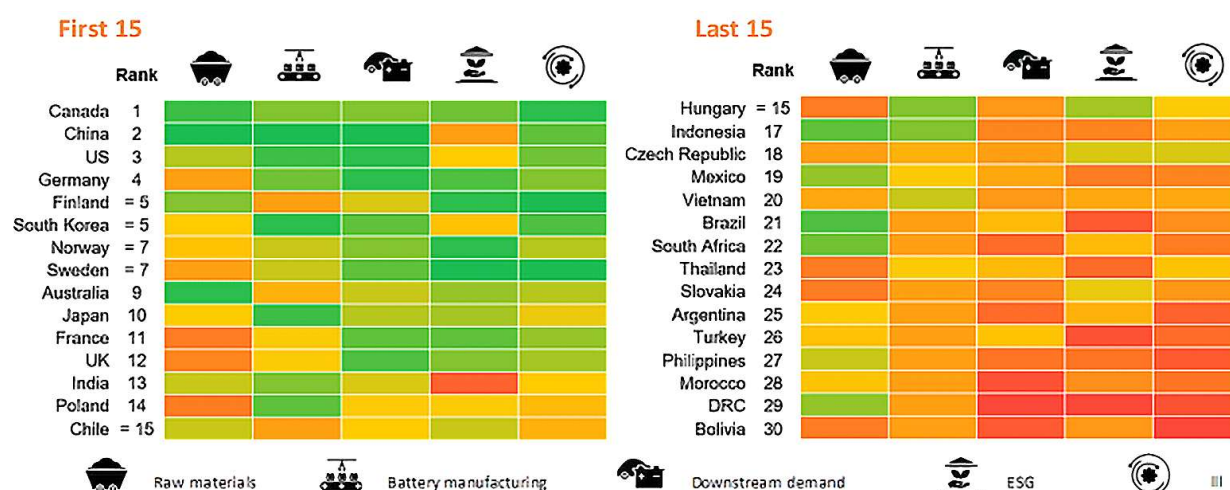 First 15
Last 15
Rank
Rank
Canada 1
China 2
US 3
Germany 4
Finland = 5
South Korea = 5
Norway = 7
Sweden = 7
Australia 9
Japan 10
France 11
UK 12
India 13
Poland 14
Chile = 15
Hungary = 15
Indonesia 17
Czech Republic 18
Mexico 19
Vietnam 20
Brazil 21
South Africa 22
Thailand 23
Slovakia 24
Argentina 25
Turkey 26
Philippines 27
Morocco 28
DRC 29
Bolivia 30
Raw materials
Battery manufacturing
Downstream demand
ESG
III